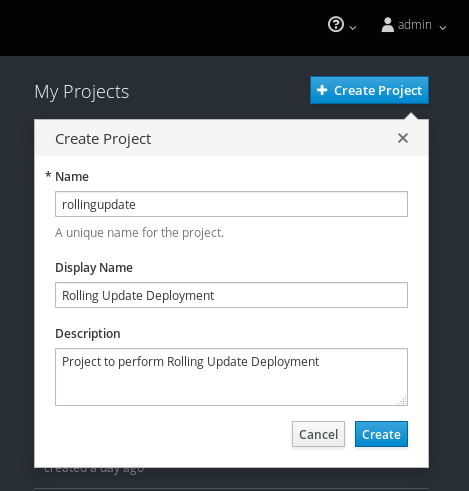 admin
My Projects
+ Create Project
Create Project
* Name
rollingupdate
A unique name for the project.
Display Name
Rolling Update Deployment
Description
Project to perform Rolling Update Deployment
Cancel
Create
created a day ago